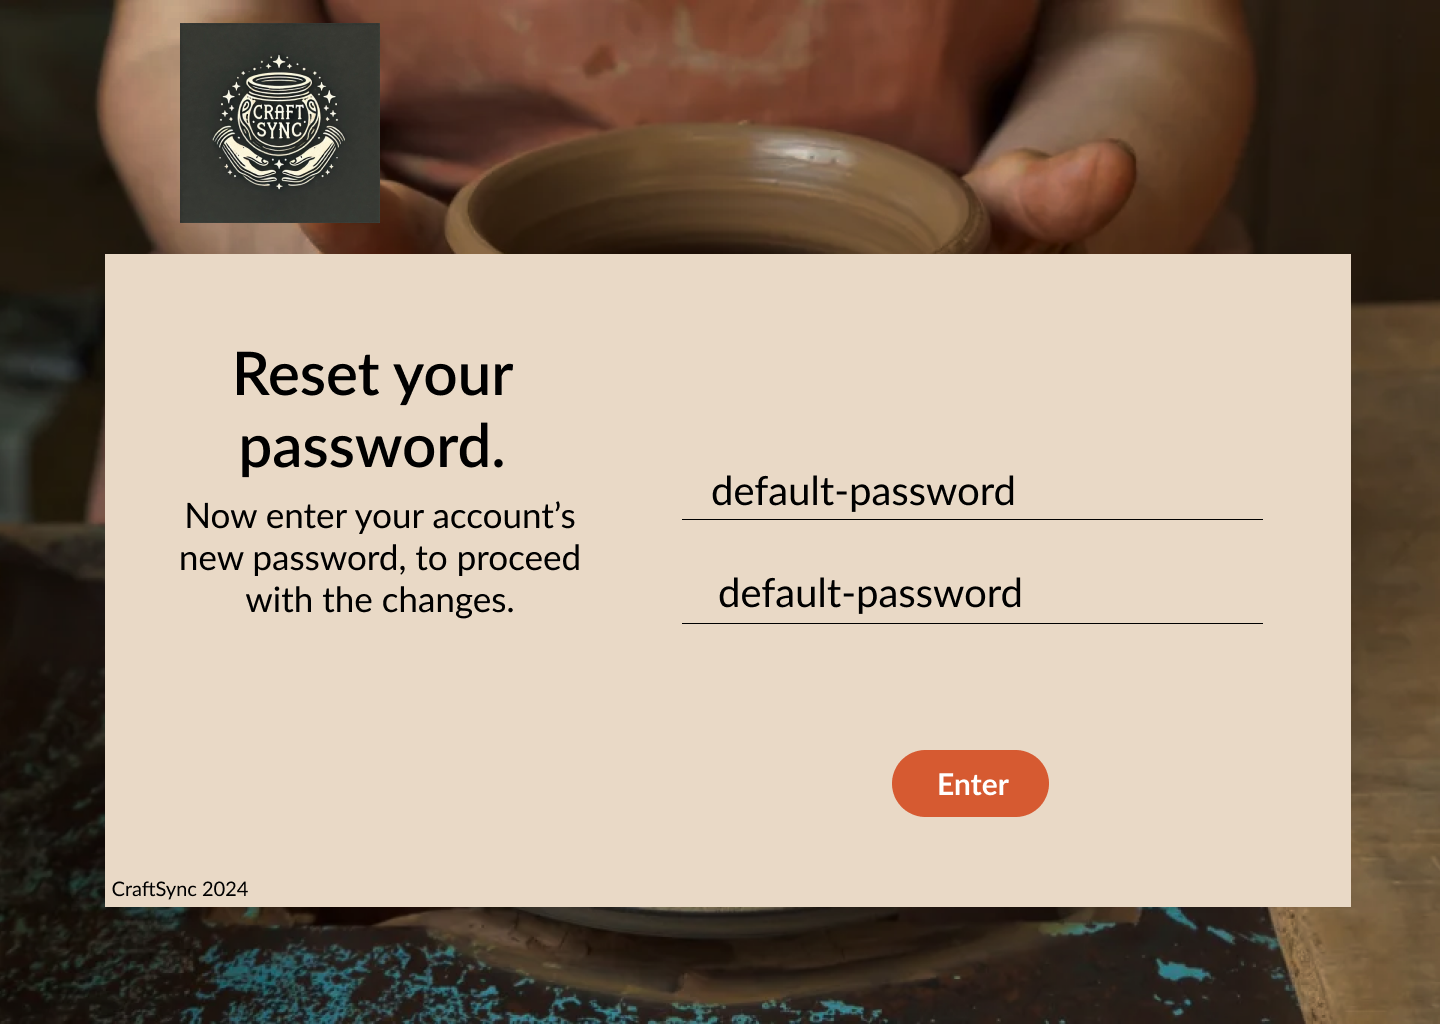 CRAFT
SYNC
Reset your
password.
Now enter your account’s
new password, to proceed
with the changes.
default-password
default-password
Enter
CraftSync 2024